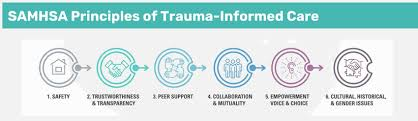 SAMHSA Principles of Trauma-Informed Care
1. SAFETY
2. TRUSTWORTHINESS
& TRANSPARENCY
3. PEER SUPPORT
4. COLLABORATION
& MUTUALITY
5. EMPOWERMENT
VOICE & CHOICE
6. CULTURAL, HISTORICAL,
& GENDER ISSUES